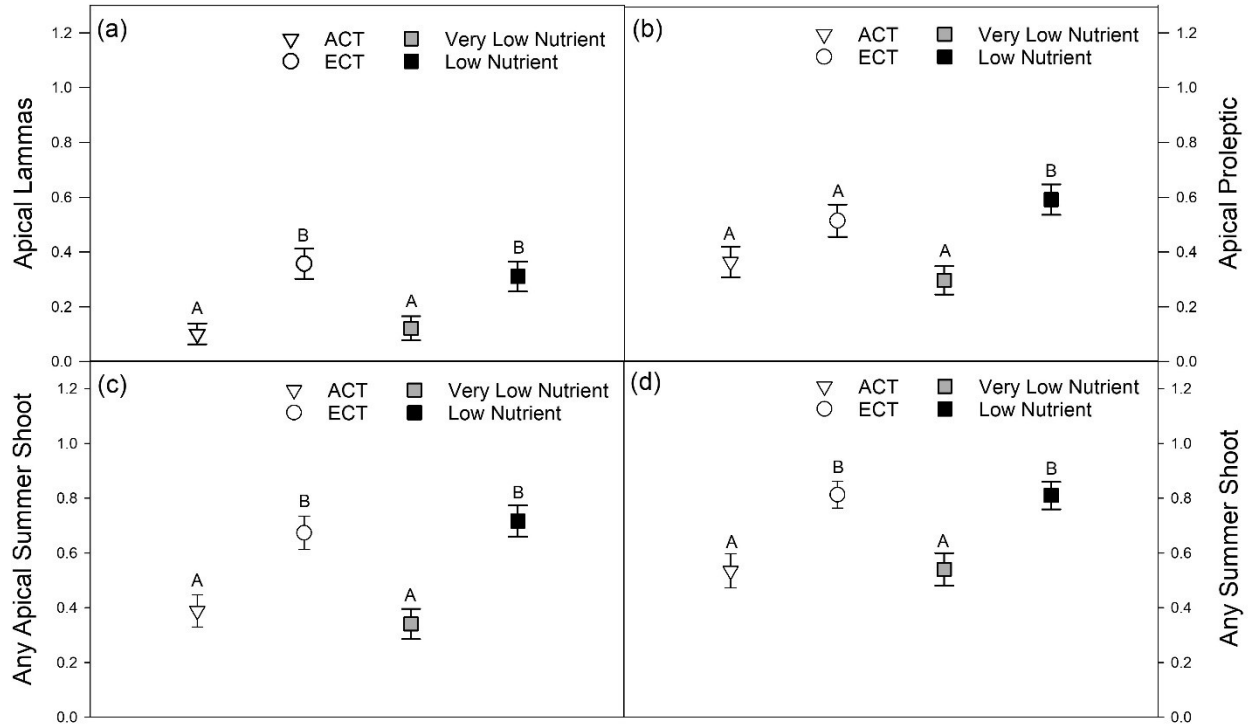 (a)
ACT Very Low Nutrient
ECT Low Nutrient
Apical Lammas
1.2
1.0
0.8
0.6
0.4
0.2
0.0
A
B
A
B
(b)
ACT Very Low Nutrient
ECT Low Nutrient
Apical Proleptic
1.2
1.0
0.8
0.6
0.4
0.2
0.0
A
A
A
B
(c)
ACT Very Low Nutrient
ECT Low Nutrient
Any Apical Summer Shoot
1.2
1.0
0.8
0.6
0.4
0.2
0.0
A
B
A
B
(d)
ACT Very Low Nutrient
ECT Low Nutrient
Any Summer Shoot
1.2
1.0
0.8
0.6
0.4
0.2
0.0
A
B
A
B